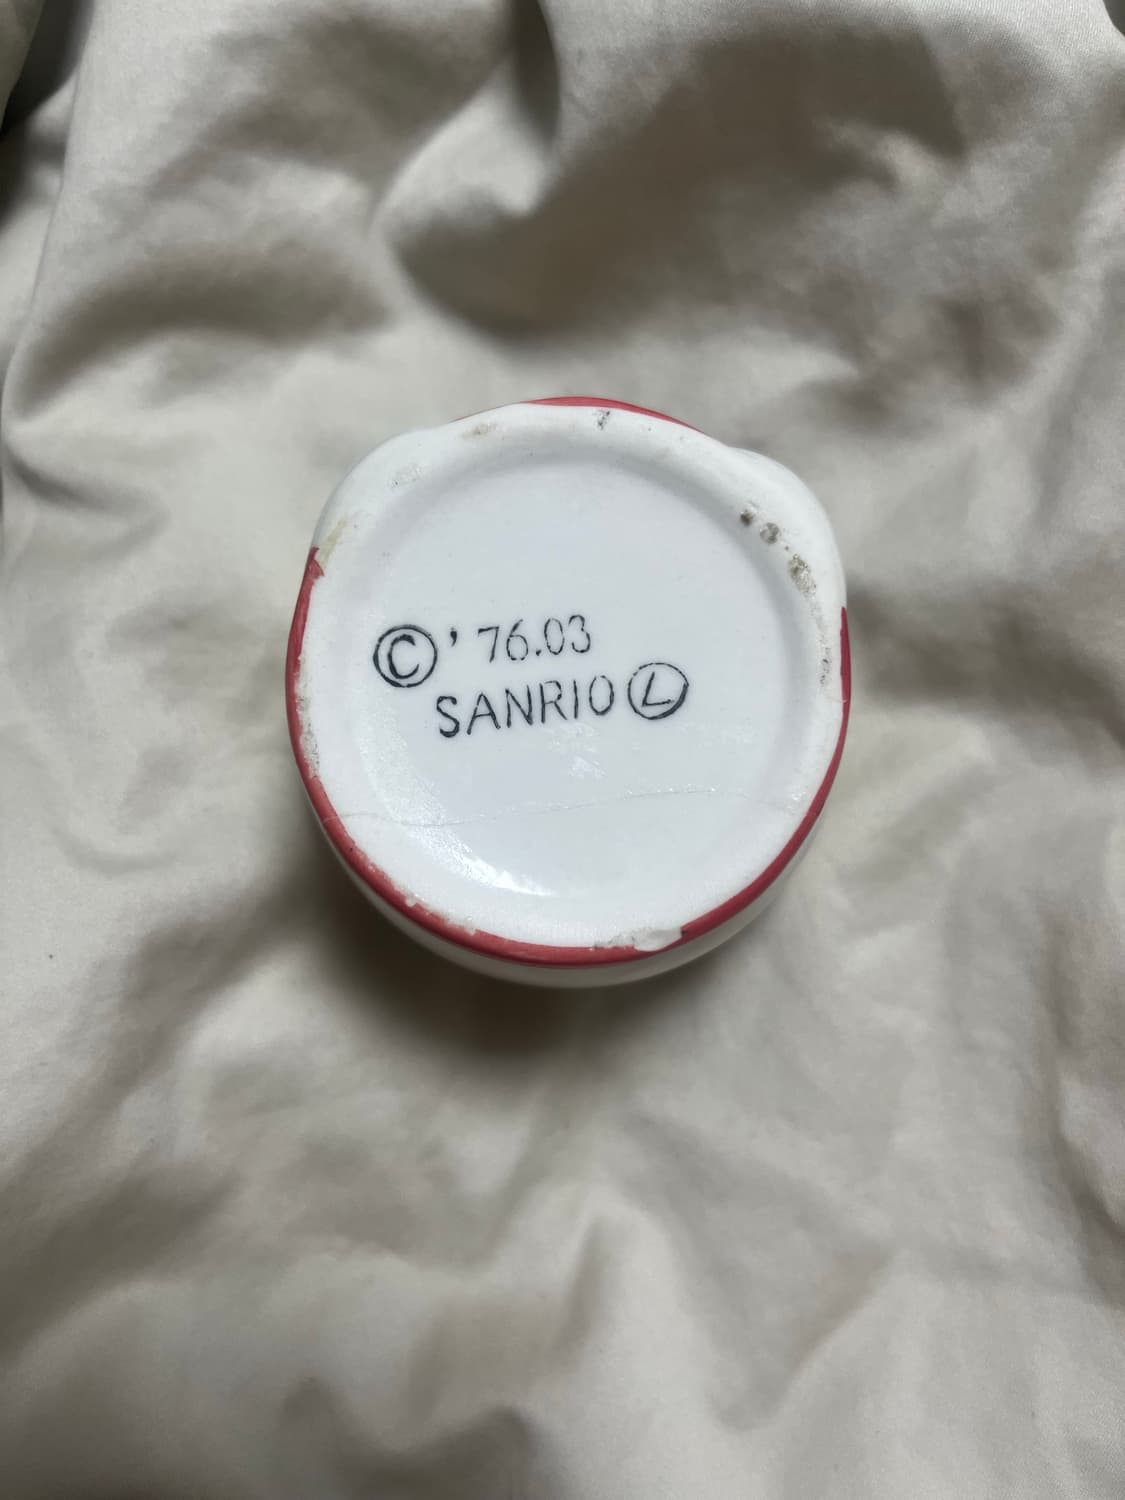 Ⓒ '76.03
SANRIO Ⓛ